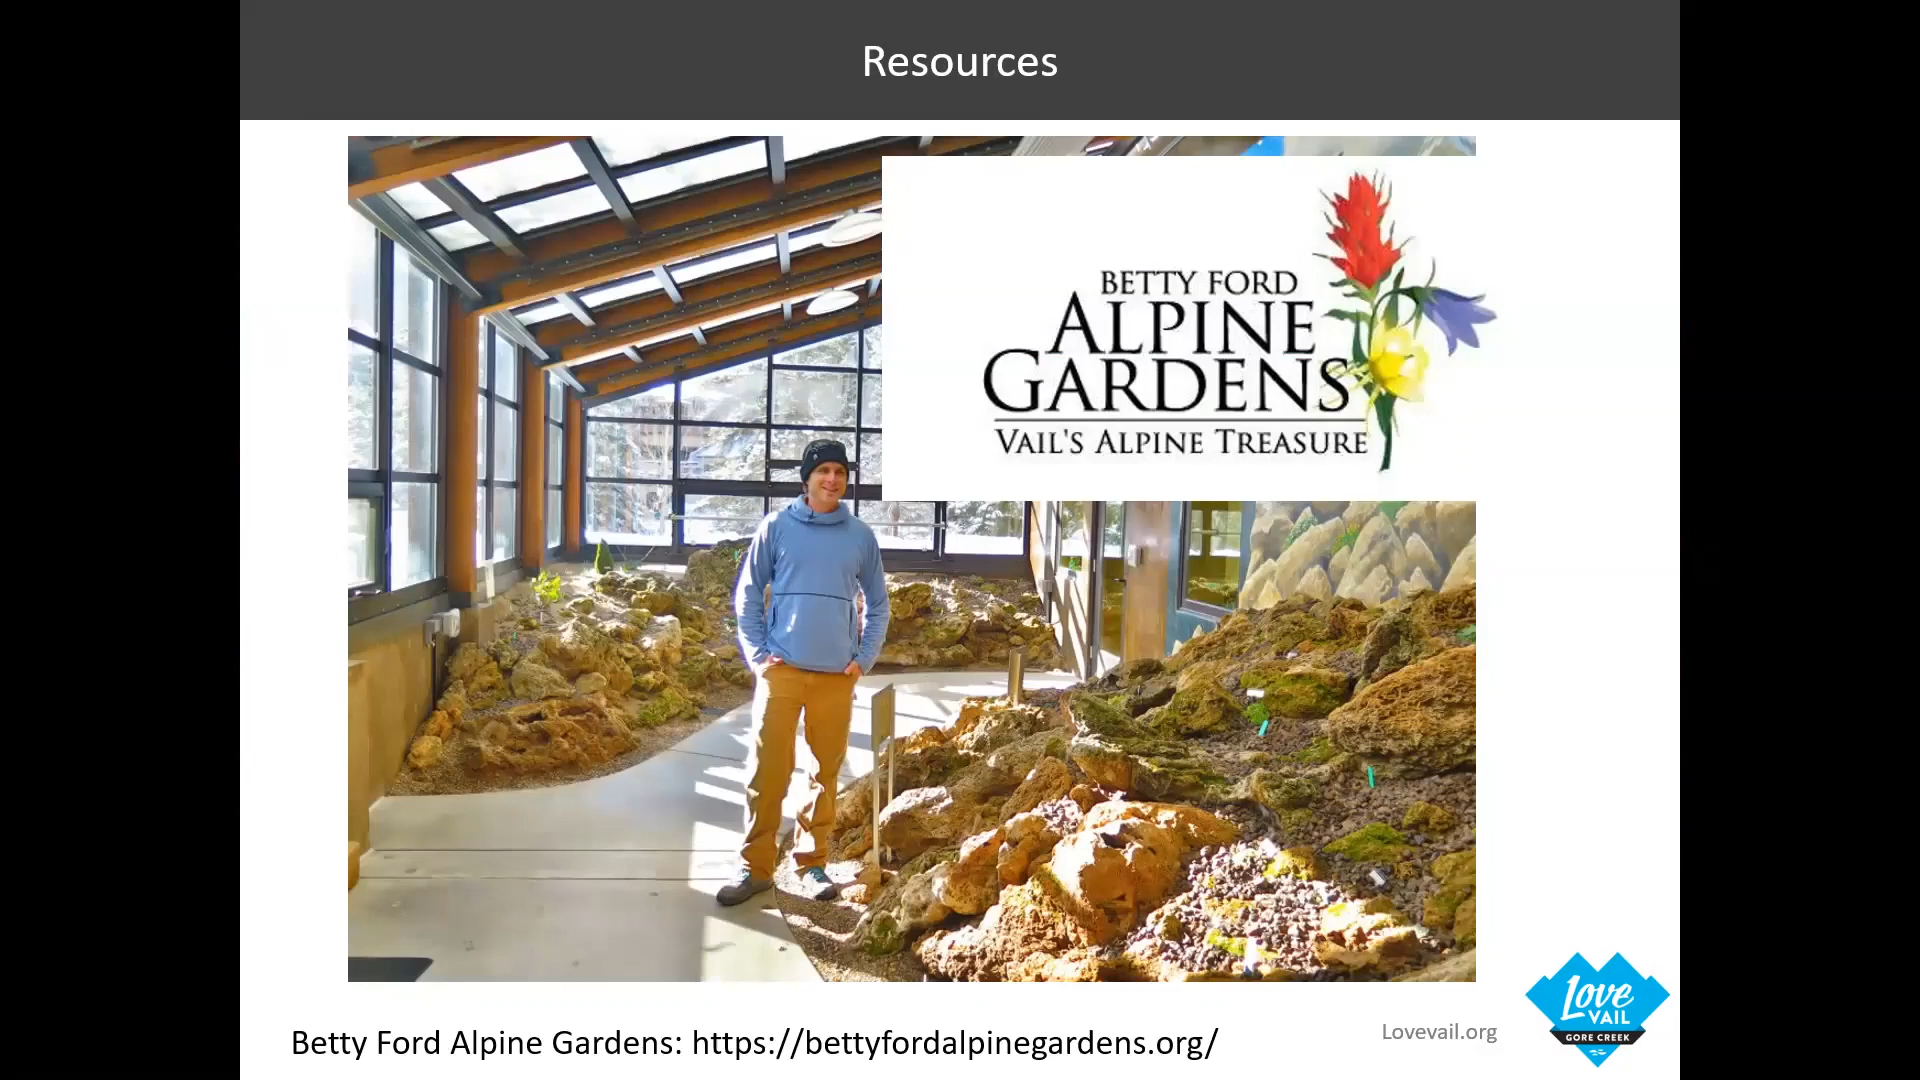 Resources
BETTY FORD
ALPINE
GARDENS
VAIL'S ALPINE TREASURE
Betty Ford Alpine Gardens: https://bettyfordalpinegardens.org/
Lovevail.org
Love
VAIL
GORE CREEK